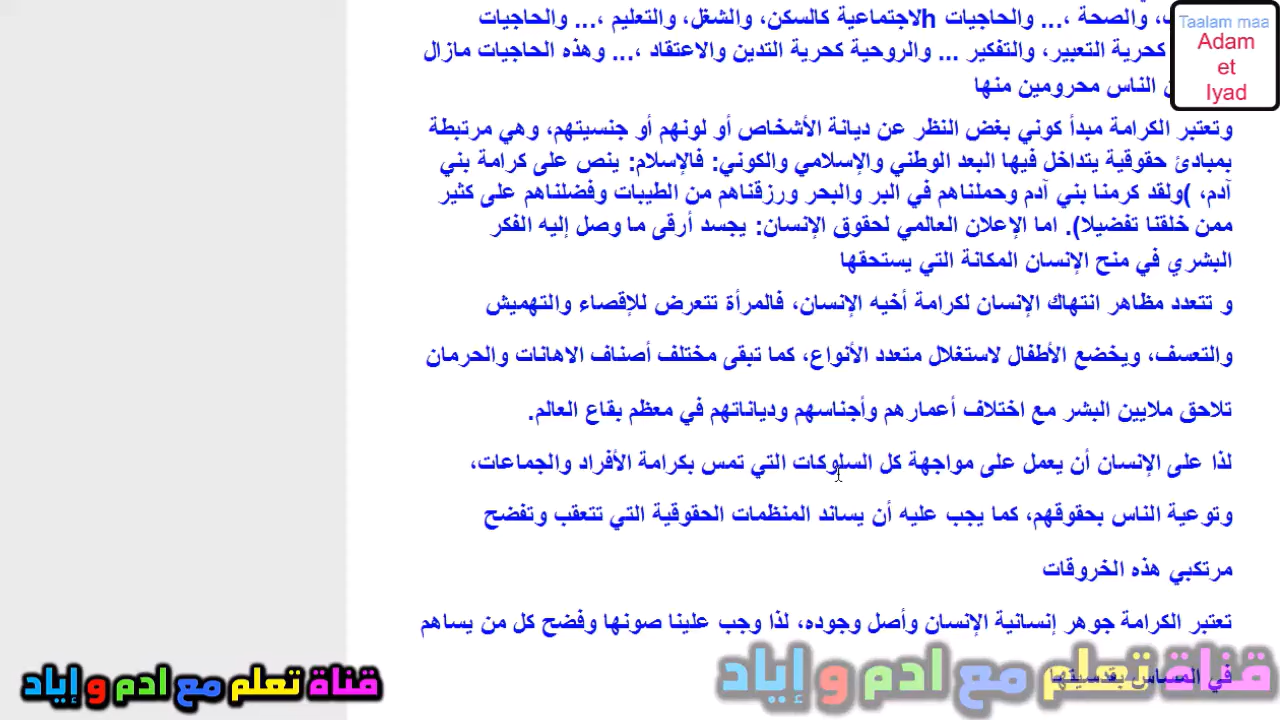 والصحة ،... والحاجيات hالاجتماعية كالسكن، والشغل، والتعليم ،... والحاجيات
كحرية التعبير، والتفكير ... والروحية كحرية التدين والاعتقاد ،... وهذه الحاجيات مازال
الناس محرومين منها
وتعتبر الكرامة مبدأ كوني بغض النظر عن ديانة الأشخاص أو لونهم أو جنسيتهم، وهي مرتبطة
بمبادئ حقوقية يتداخل فيها البعد الوطني والإسلامي والكوني: فالإسلام: ينص على كرامة بني
آدم، )ولقد كرمنا بني آدم وحملناهم في البر والبحر ورزقناهم من الطيبات وفضلناهم على كثير
ممن خلقنا تفضيلا). اما الإعلان العالمي لحقوق الإنسان: يجسد أرقى ما وصل إليه الفكر
البشري في منح الإنسان المكانة التي يستحقها
و تتعدد مظاهر انتهاك الإنسان لكرامة أخيه الإنسان، فالمرأة تتعرض للإقصاء والتهميش
والتعسف، ويخضع الأطفال لاستغلال متعدد الأنواع، كما تبقى مختلف أصناف الاهانات والحرمان
تلاحق ملايين البشر مع اختلاف أعمارهم وأجناسهم ودياناتهم في معظم بقاع العالم.
لذا على الإنسان أن يعمل على مواجهة كل السلوكات التي تمس بكرامة الأفراد والجماعات،
وتوعية الناس بحقوقهم، كما يجب عليه أن يساند المنظمات الحقوقية التي تتعقب وتفضح
مرتكبي هذه الخروقات
تعتبر الكرامة جوهر إنسانية الإنسان وأصل وجوده، لذا وجب علينا صونها وفضح كل من يساهم
في المساس بقدسيتها
Taalam maa
Adam
et
Iyad
قناة تعلم مع ادم و إياد
قناة تعلم مع ادم و إياد